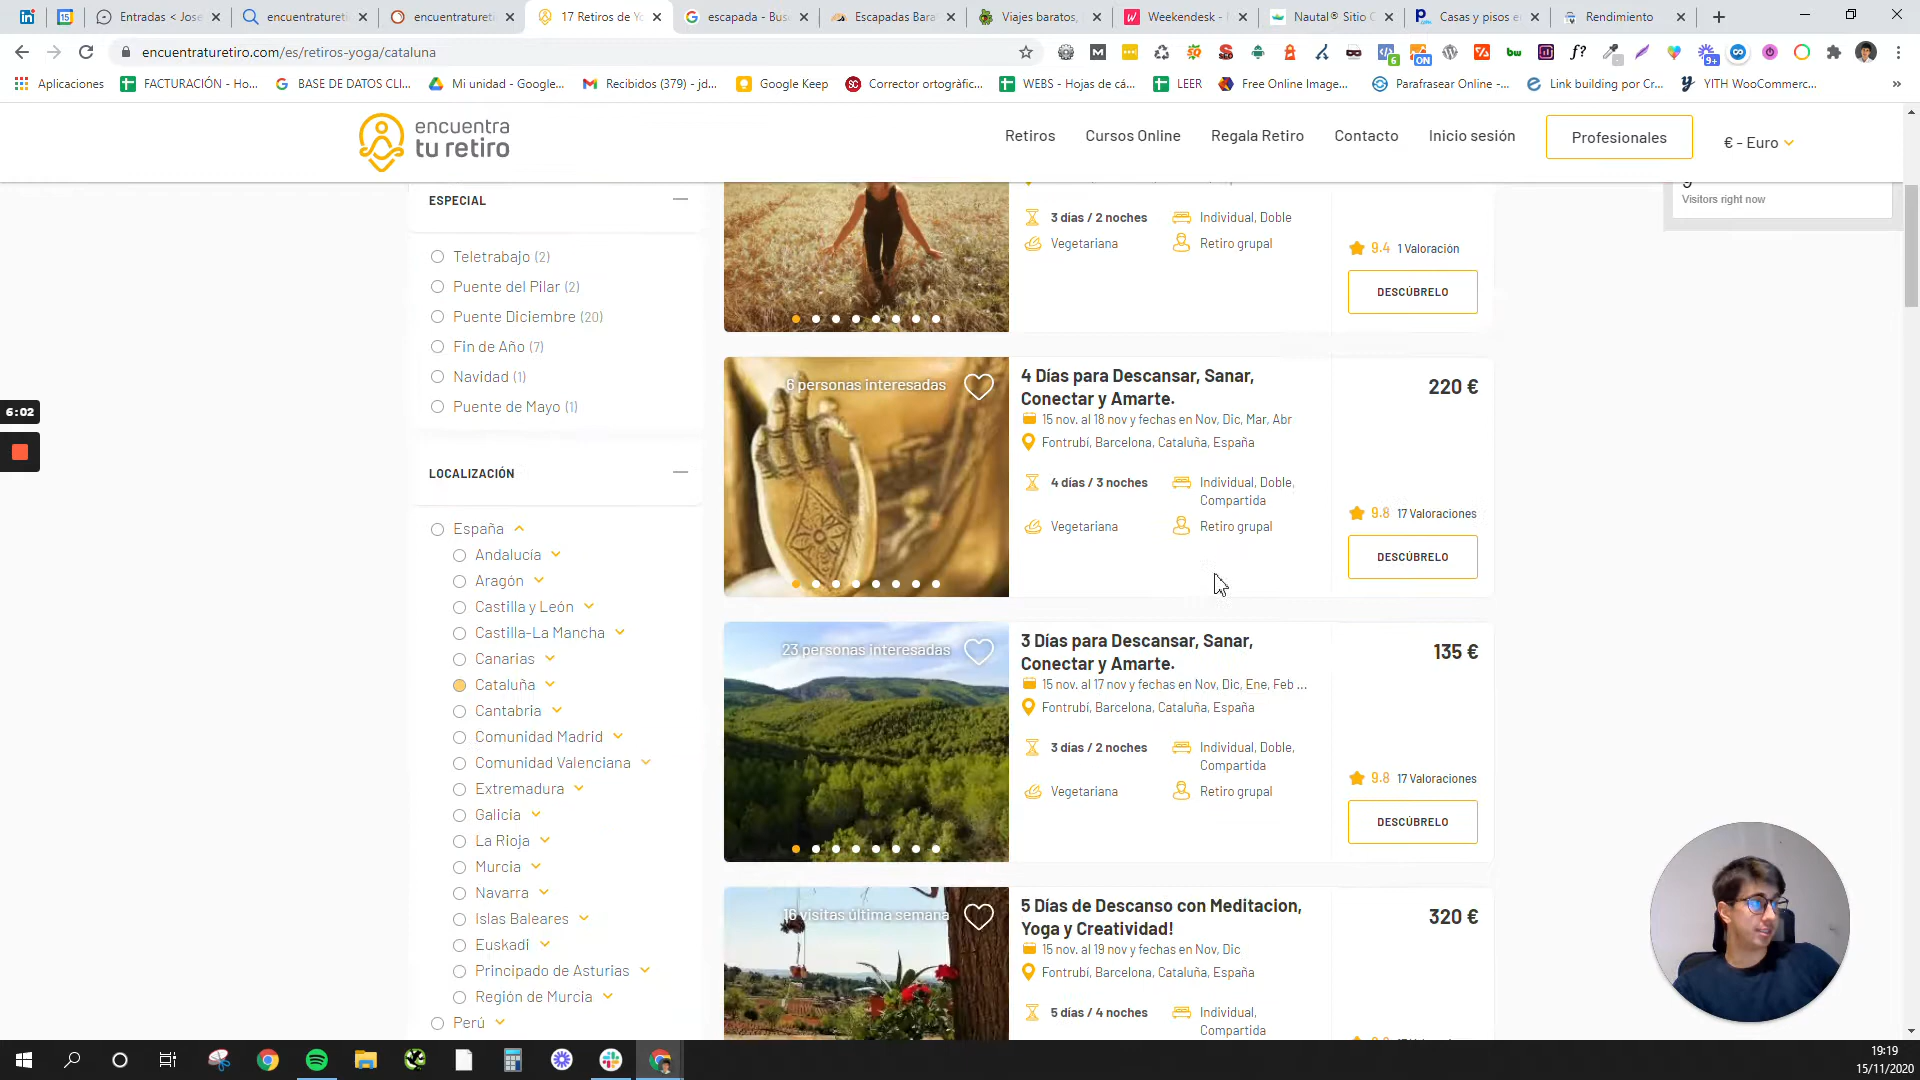 Entradas < Jose
encuentraturetir
encuentraturetir
17 Retiros de Yo
escapada - Bus
Escapadas Bara
Viajes baratos,
Weekendesk -
Nautal® Sitio O
Casas y pisos e
Rendimiento
encuentraturetiro.com/es/retiros-yoga/cataluna
Aplicaciones
FACTURACIÓN - Ho...
BASE DE DATOS CLI...
Mi unidad - Google...
Recibidos (379) - jd...
Google Keep
Corrector ortogràfic...
WEBS - Hojas de cá...
LEER
Free Online Image...
Parafrasear Online -...
Link building por Cr...
YITH WooCommerc...
encuentra
tu retiro
Retiros
Cursos Online
Regala Retiro
Contacto
Inicio sesión
Profesionales
€ - Euro
Visitors right now
ESPECIAL
Teletrabajo (2)
Puente del Pilar (2)
Puente Diciembre (20)
Fin de Año (7)
Navidad (1)
Puente de Mayo (1)
6:02
LOCALIZACIÓN
España
Andalucía
Aragón
Castilla y León
Castilla-La Mancha
Canarias
Cataluña
Cantabria
Comunidad Madrid
Comunidad Valenciana
Extremadura
Galicia
La Rioja
Murcia
Navarra
Islas Baleares
Euskadi
Principado de Asturias
Región de Murcia
Perú
3 días / 2 noches
Individual, Doble
Vegetariana
Retiro grupal
9.4 1 Valoración
DESCÚBRELO
6 personas interesadas
4 Días para Descansar, Sanar,
Conectar y Amarte.
220 €
15 nov. al 18 nov y fechas en Nov, Dic, Mar, Abr
Fontrubí, Barcelona, Cataluña, España
4 días / 3 noches
Individual, Doble,
Compartida
Vegetariana
Retiro grupal
9.8 17 Valoraciones
DESCÚBRELO
23 personas interesadas
3 Días para Descansar, Sanar,
Conectar y Amarte.
135 €
15 nov. al 17 nov y fechas en Nov, Dic, Ene, Feb ...
Fontrubí, Barcelona, Cataluña, España
3 días / 2 noches
Individual, Doble,
Compartida
Vegetariana
Retiro grupal
9.8 17 Valoraciones
DESCÚBRELO
16 visitas última semana
5 Días de Descanso con Meditacion,
Yoga y Creatividad!
320 €
15 nov. al 19 nov y fechas en Nov, Dic
Fontrubí, Barcelona, Cataluña, España
5 días / 4 noches
Individual,
Compartida
19:19
15/11/2020